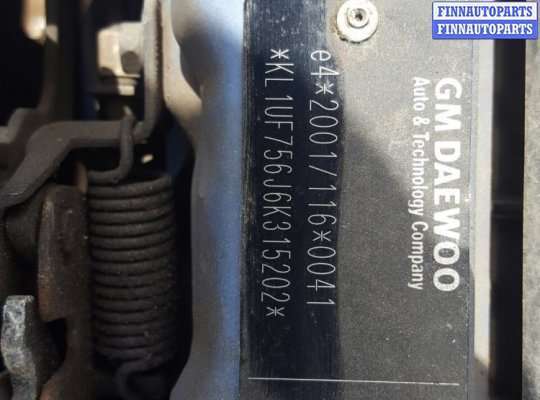 FINNAUTOPARTS
FINNAUTOPARTS
GM DAEWOO
Auto & Technology Company
e4*2001/116*0041
*KL1UF756J6K315202*